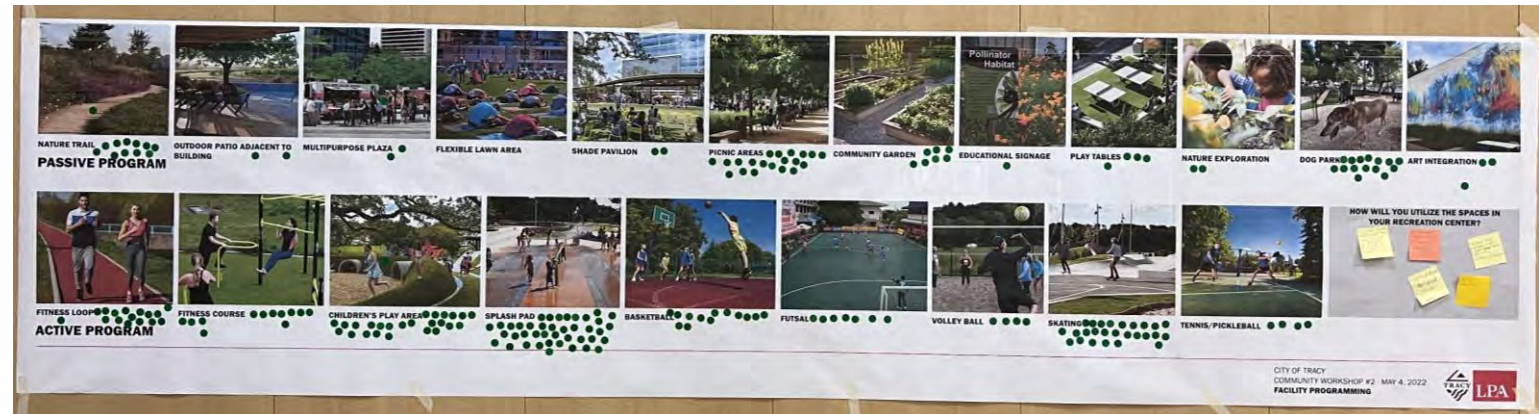 Pollinator
Habitat
NATURE TRAIL
OUTDOOR PATIO ADJACENT TO
BUILDING
MULTIPURPOSE PLAZA
FLEXIBLE LAWN AREA
SHADE PAVILION
PICNIC AREAS
COMMUNITY GARDEN
EDUCATIONAL SIGNAGE
PLAY TABLES
NATURE EXPLORATION
DOG PARK
ART INTEGRATION
PASSIVE PROGRAM
HOW WILL YOU UTILIZE THE SPACES IN
YOUR RECREATION CENTER?
FITNESS LOOP
FITNESS COURSE
CHILDREN'S PLAY AREA
SPLASH PAD
BASKETBALL
FUTSAL
VOLLEY BALL
SKATING
TENNIS/PICKLEBALL
ACTIVE PROGRAM
CITY OF TRACY
COMMUNITY WORKSHOP #2 MAY 4, 2022
FACILITY PROGRAMMING
TRACY
LPA